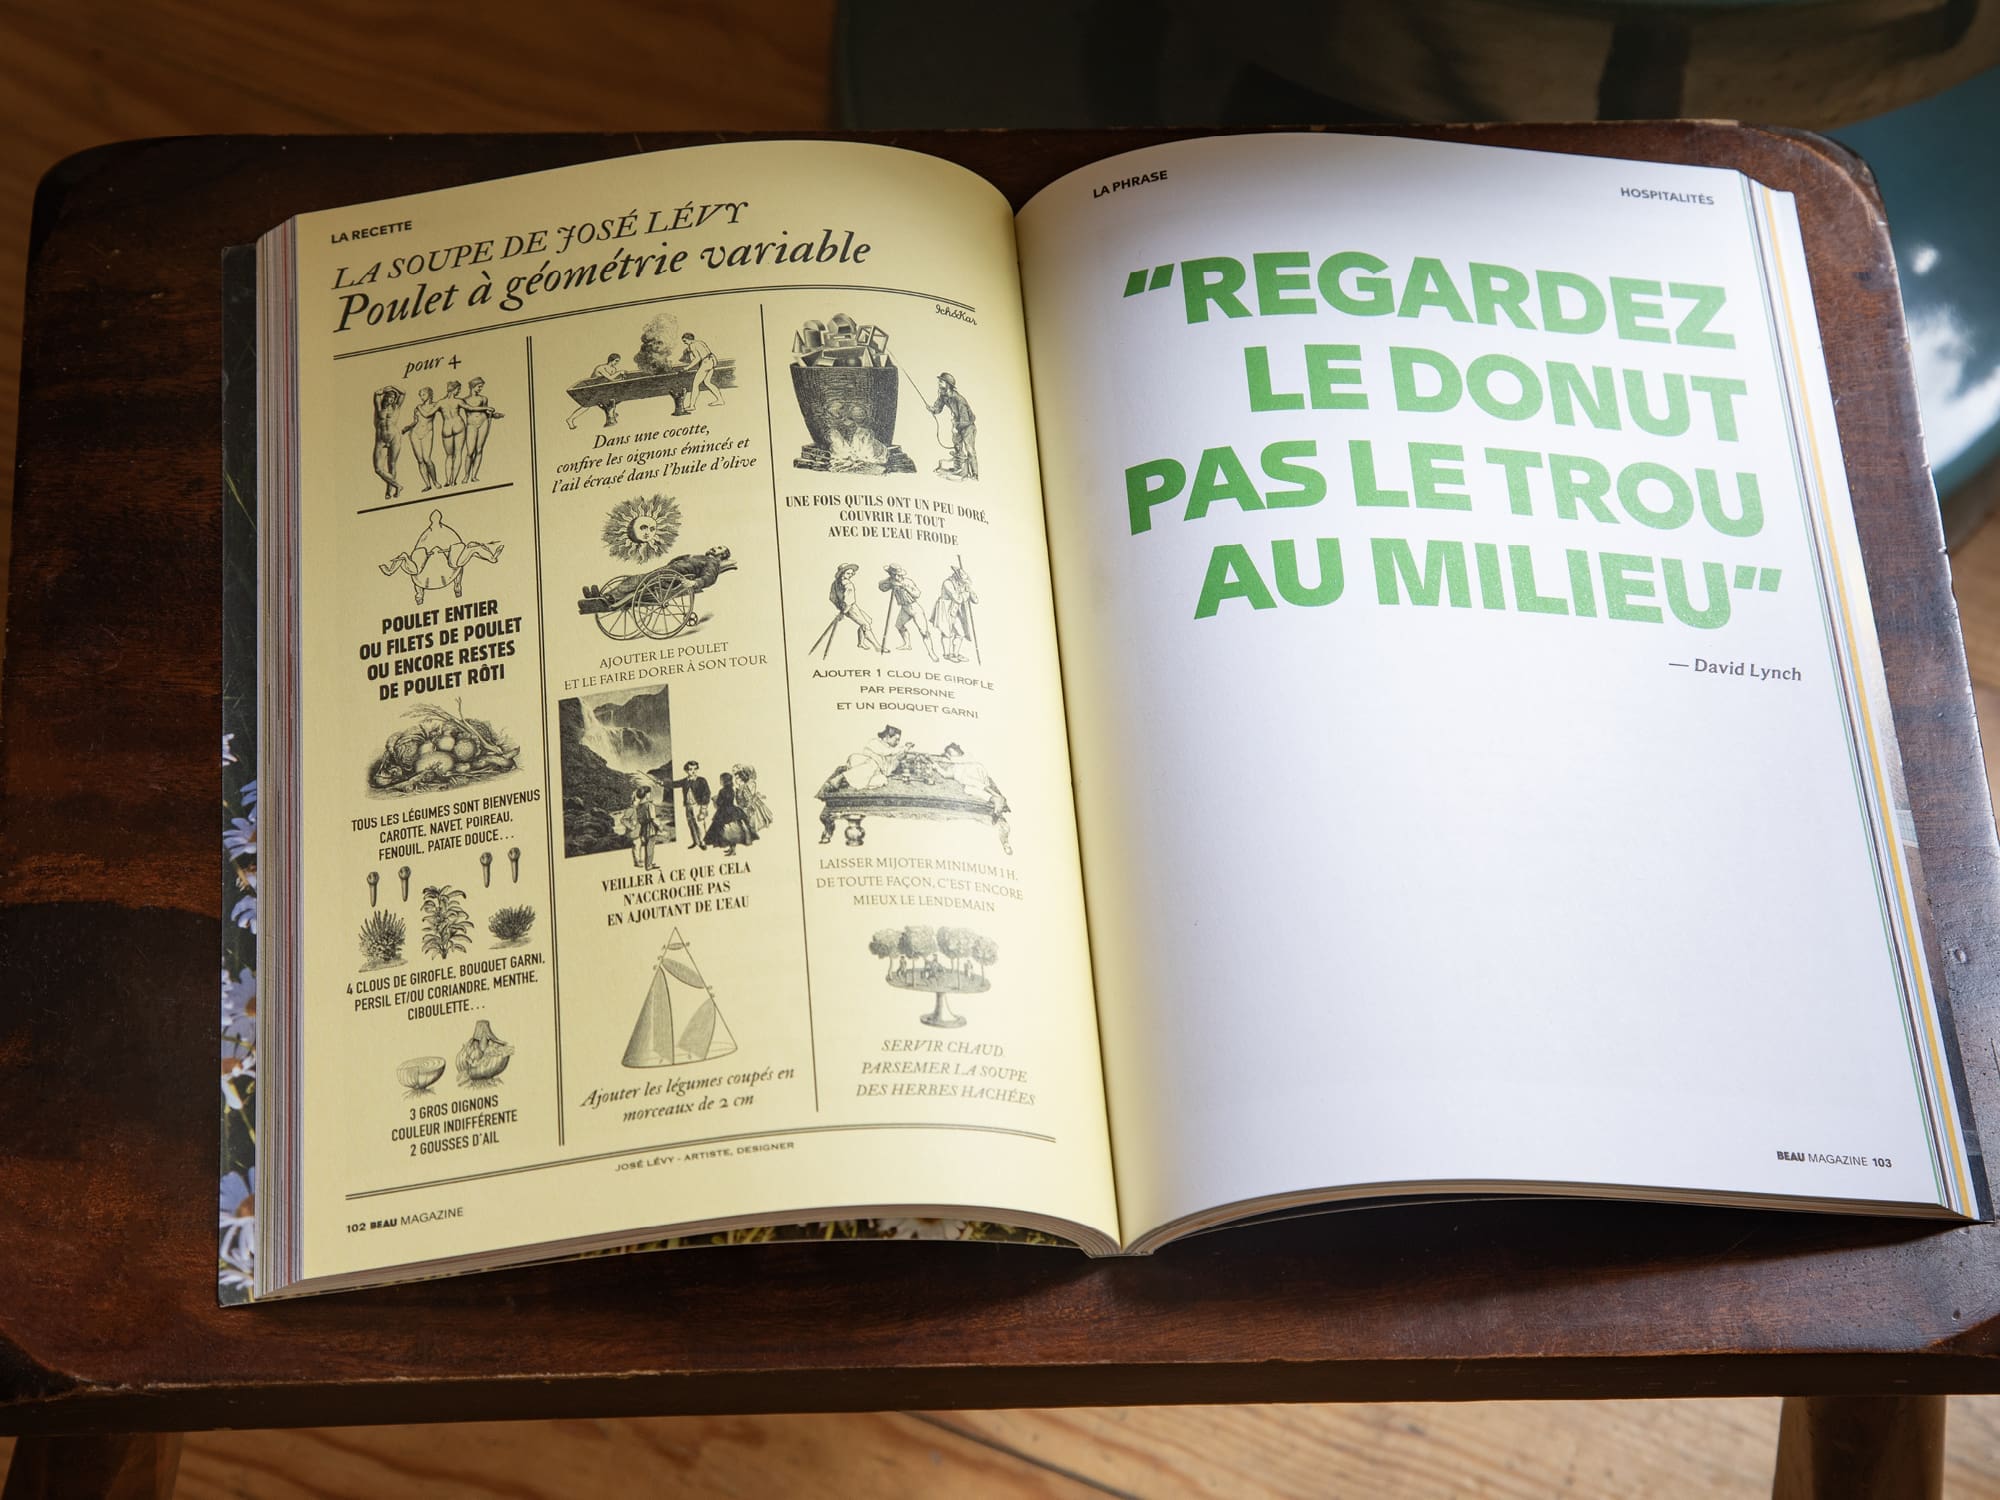 LA RECETTE
LA SOUPE DE JOSÉ LÉVY
Poulet à géométrie variable
Ich&Kar
pour 4
POULET ENTIER
OU FILETS DE POULET
OU ENCORE RESTES
DE POULET RÔTI
TOUS LES LÉGUMES SONT BIENVENUS
CAROTTE, NAVET, POIREAU,
FENOUIL, PATATE DOUCE...
4 CLOUS DE GIROFLE, BOUQUET GARNI,
PERSIL ET/OU CORIANDRE, MENTHE,
CIBOULETTE...
3 GROS OIGNONS
COULEUR INDIFFÉRENTE
2 GOUSSES D'AIL
Dans une cocotte,
confire les oignons émincés et
l'ail écrasé dans l'huile d'olive
AJOUTER LE POULET
ET LE FAIRE DORER À SON TOUR
VEILLER À CE QUE CELA
N'ACCROCHE PAS
EN AJOUTANT DE L'EAU
Ajouter les légumes coupés en
morceaux de 2 cm
UNE FOIS QU'ILS ONT UN PEU DORÉ,
COUVRIR LE TOUT
AVEC DE L'EAU FROIDE
AJOUTER 1 CLOU DE GIROFLE
PAR PERSONNE
ET UN BOUQUET GARNI
LAISSER MIJOTER MINIMUM 1 H.
DE TOUTE FAÇON, C'EST ENCORE
MIEUX LE LENDEMAIN
SERVIR CHAUD.
PARSEMER LA SOUPE
DES HERBES HACHÉES
JOSÉ LÉVY - ARTISTE, DESIGNER
102 BEAU MAGAZINE
LA PHRASE
HOSPITALITÉS
"REGARDEZ
LE DONUT
PAS LE TROU
AU MILIEU"
— David Lynch
BEAU MAGAZINE 103